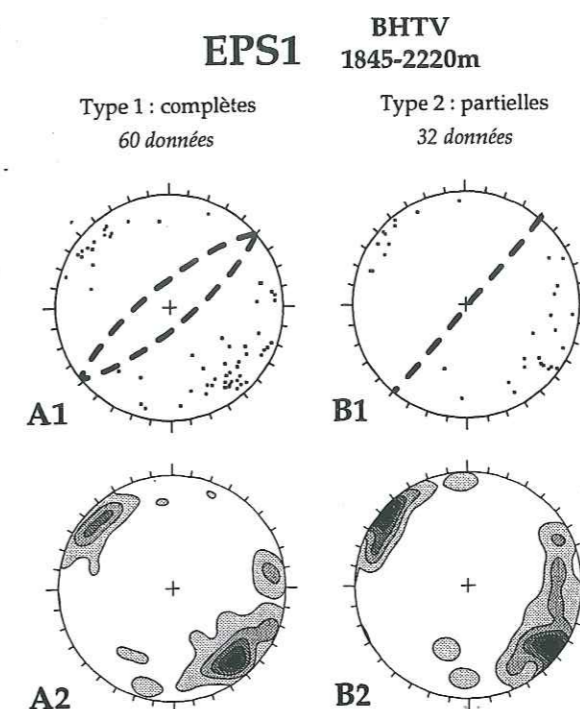 EPS1
BHTV
1845-2220m
Type 1 : complètes
60 données
Type 2 : partielles
32 données
A1
B1
A2
B2